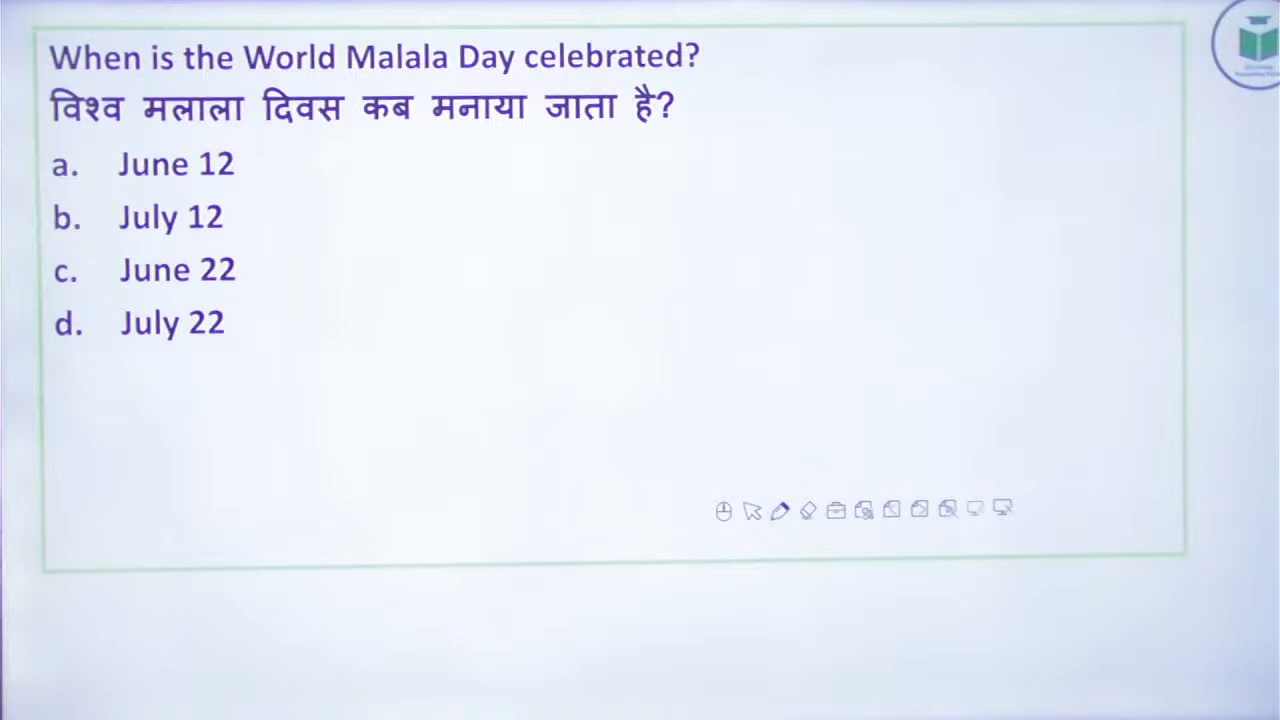 When is the World Malala Day celebrated?
विश्व मलाला दिवस कब मनाया जाता है?
a. June 12
b. July 12
c. June 22
d. July 22